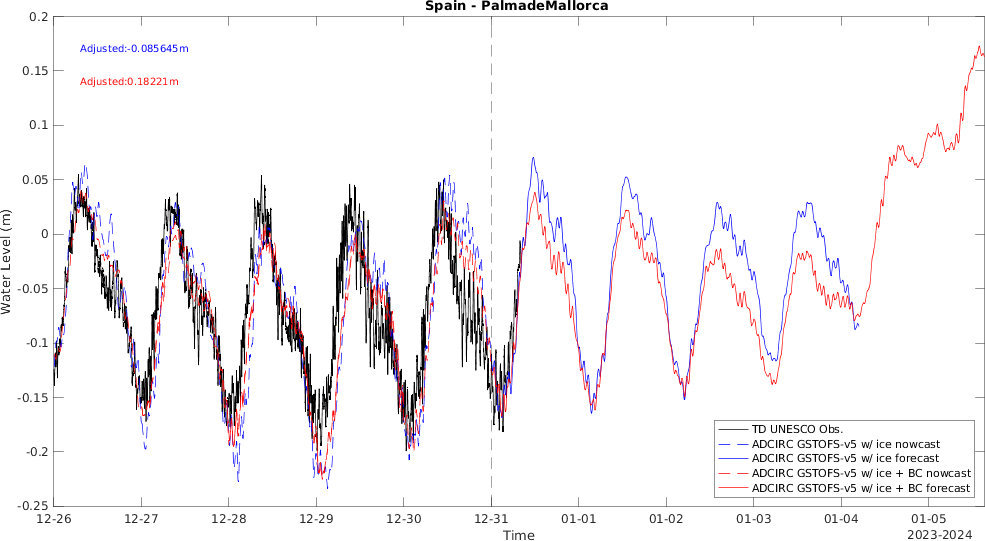 Spain - PalmadeMallorca
Adjusted:-0.085645m
Adjusted:0.18221m
0.2
0.15
0.1
0.05
0
-0.05
-0.1
-0.15
-0.2
-0.25
Water Level (m)
TD UNESCO Obs.
ADCIRC GSTOFS-v5 w/ ice nowcast
ADCIRC GSTOFS-v5 w/ ice forecast
ADCIRC GSTOFS-v5 w/ ice + BC nowcast
ADCIRC GSTOFS-v5 w/ ice + BC forecast
12-26 12-27 12-28 12-29 12-30 12-31 01-01 01-02 01-03 01-04 01-05
Time
2023-2024